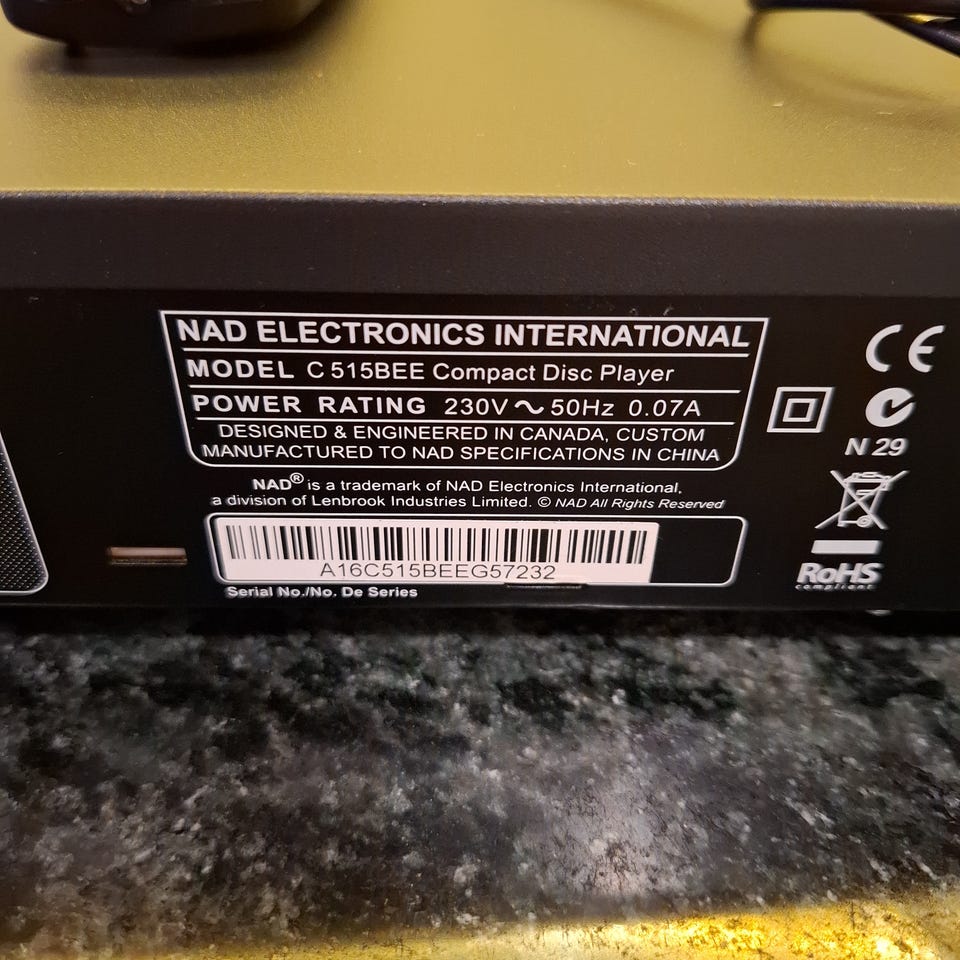 NAD ELECTRONICS INTERNATIONAL
MODEL C 515BEE Compact Disc Player
POWER RATING 230V ~ 50Hz 0.07A
DESIGNED & ENGINEERED IN CANADA, CUSTOM
MANUFACTURED TO NAD SPECIFICATIONS IN CHINA
NAD® is a trademark of NAD Electronics International,
a division of Lenbrook Industries Limited. © NAD All Rights Reserved
A16C515BEEG57232
Serial No./No. De Series
CE
N 29
RoHS
compliant